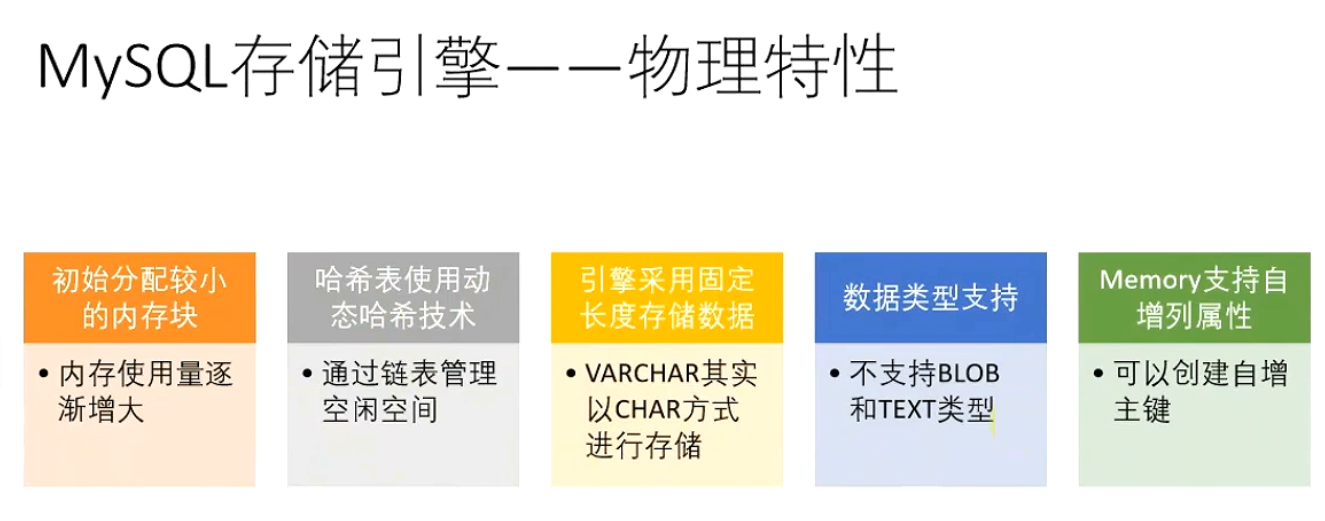 MySQL存储引擎——物理特性
初始分配较小
的内存块
• 内存使用量逐
渐增大
哈希表使用动
态哈希技术
• 通过链表管理
空闲空间
引擎采用固定
长度存储数据
• VARCHAR其实
以CHAR方式
进行存储
数据类型支持
• 不支持BLOB
和TEXT类型
Memory支持自
增列属性
• 可以创建自增
主键